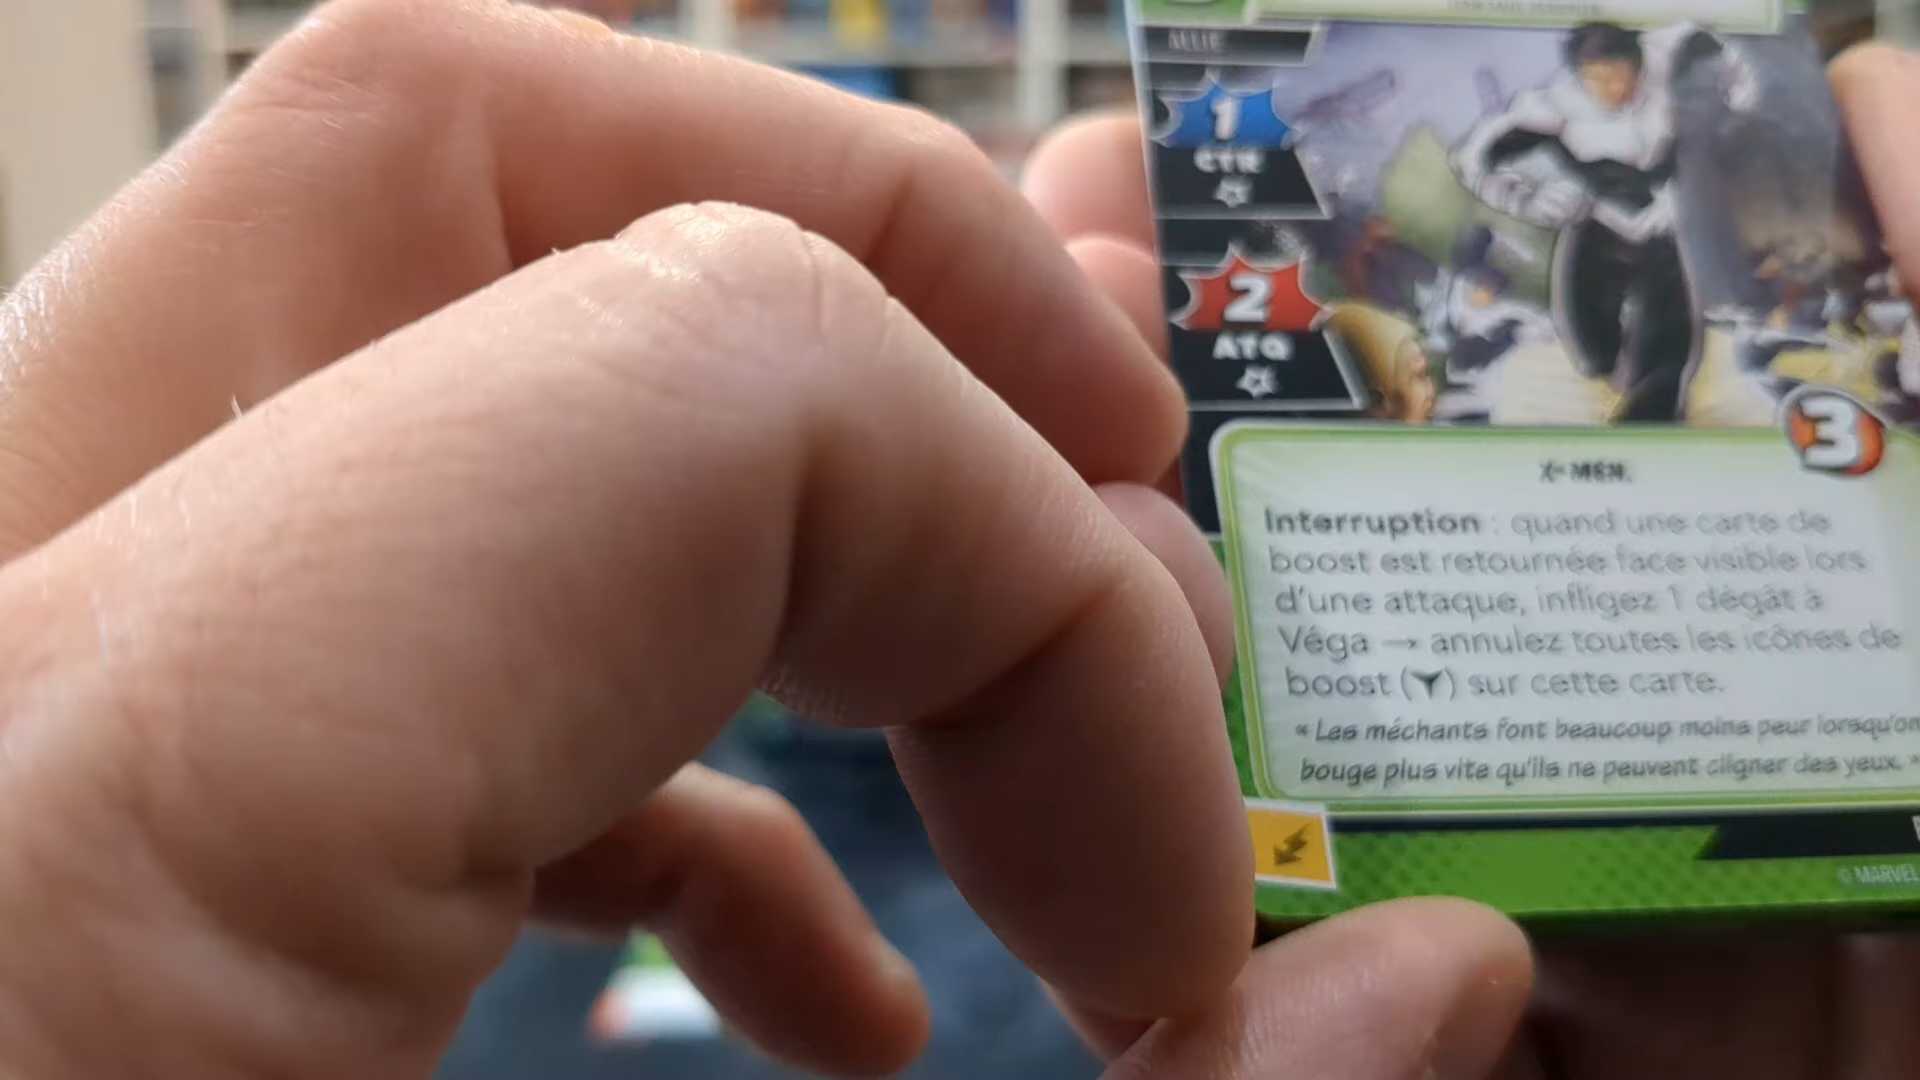 ALLIÉ
1
CTR
2
ATQ
3
X-MEN.
Interruption : quand une carte de
boost est retournée face visible lors
d'une attaque, infligez 1 dégât à
Véga → annulez toutes les icônes de
boost ( ) sur cette carte.
« Les méchants font beaucoup moins peur lorsqu'on
bouge plus vite qu'ils ne peuvent cligner des yeux. »
© MARVEL